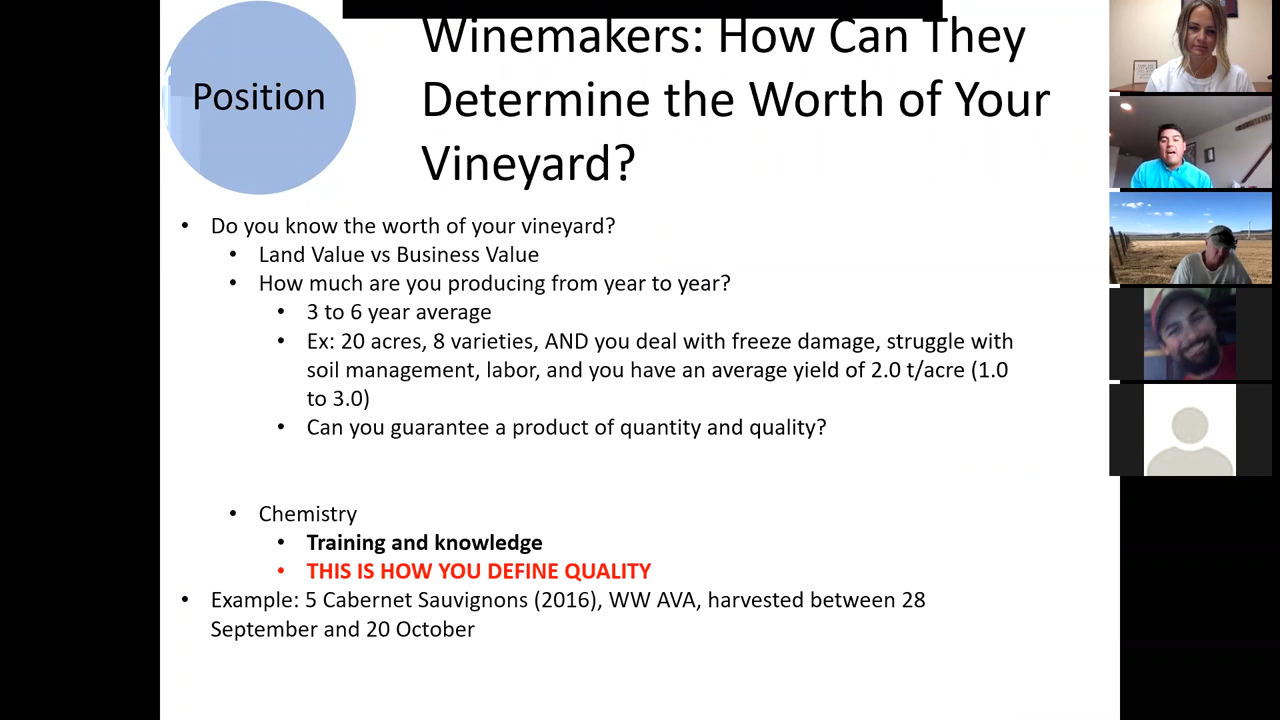 Position
Winemakers: How Can They
Determine the Worth of Your
Vineyard?
• Do you know the worth of your vineyard?
• Land Value vs Business Value
• How much are you producing from year to year?
• 3 to 6 year average
• Ex: 20 acres, 8 varieties, AND you deal with freeze damage, struggle with
soil management, labor, and you have an average yield of 2.0 t/acre (1.0
to 3.0)
• Can you guarantee a product of quantity and quality?
• Chemistry
• Training and knowledge
• THIS IS HOW YOU DEFINE QUALITY
• Example: 5 Cabernet Sauvignons (2016), WW AVA, harvested between 28
September and 20 October